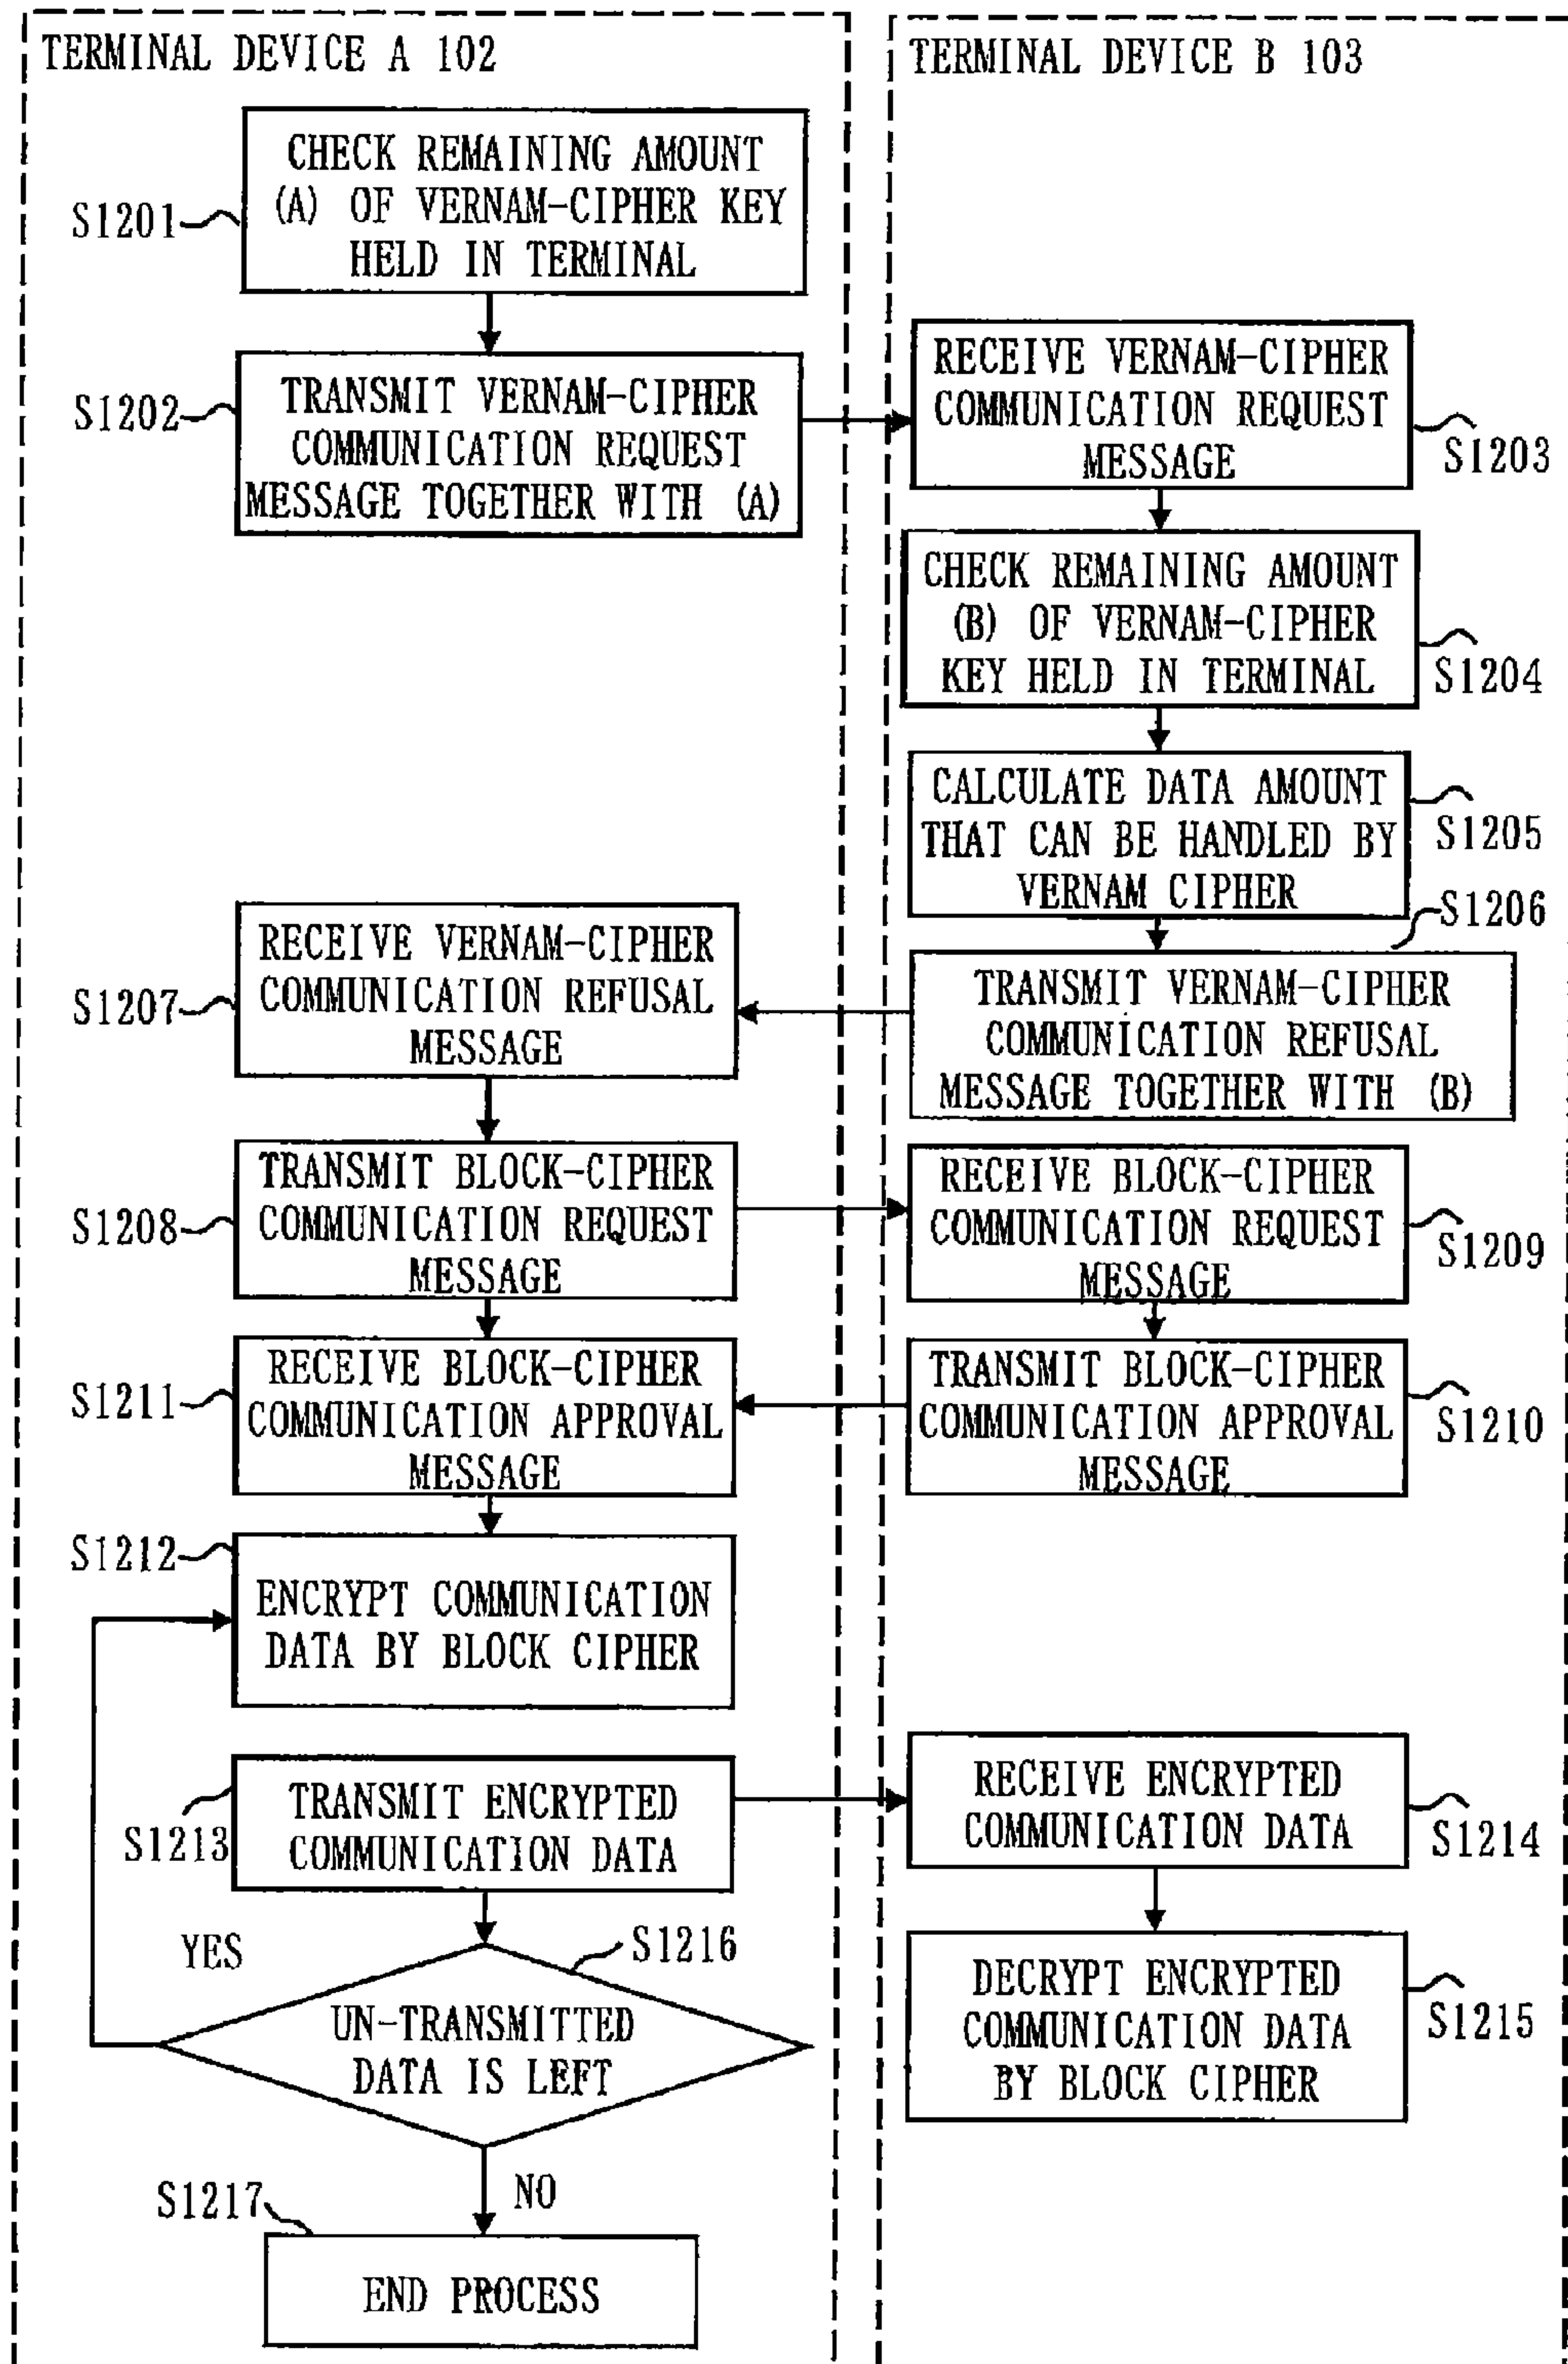 TERMINAL DEVICE A 102
TERMINAL DEVICE B 103
CHECK REMAINING AMOUNT
(A) OF VERNAM-CIPHER KEY
HELD IN TERMINAL
S1201
TRANSMIT VERNAM-CIPHER
COMMUNICATION REQUEST
MESSAGE TOGETHER WITH (A)
S1202
RECEIVE VERNAM-CIPHER
COMMUNICATION REQUEST
MESSAGE
S1203
CHECK REMAINING AMOUNT
(B) OF VERNAM-CIPHER
KEY HELD IN TERMINAL
S1204
CALCULATE DATA AMOUNT
THAT CAN BE HANDLED BY
VERNAM CIPHER
S1205
S1206
TRANSMIT VERNAM-CIPHER
COMMUNICATION REFUSAL
MESSAGE TOGETHER WITH (B)
RECEIVE VERNAM-CIPHER
COMMUNICATION REFUSAL
MESSAGE
S1207
TRANSMIT BLOCK-CIPHER
COMMUNICATION REQUEST
MESSAGE
S1208
RECEIVE BLOCK-CIPHER
COMMUNICATION REQUEST
MESSAGE
S1209
TRANSMIT BLOCK-CIPHER
COMMUNICATION APPROVAL
MESSAGE
S1210
RECEIVE BLOCK-CIPHER
COMMUNICATION APPROVAL
MESSAGE
S1211
S1212
ENCRYPT COMMUNICATION
DATA BY BLOCK CIPHER
TRANSMIT ENCRYPTED
COMMUNICATION DATA
S1213
RECEIVE ENCRYPTED
COMMUNICATION DATA
S1214
DECRYPT ENCRYPTED
COMMUNICATION DATA
BY BLOCK CIPHER
S1215
YES
S1216
UN-TRANSMITTED
DATA IS LEFT
NO
S1217
END PROCESS